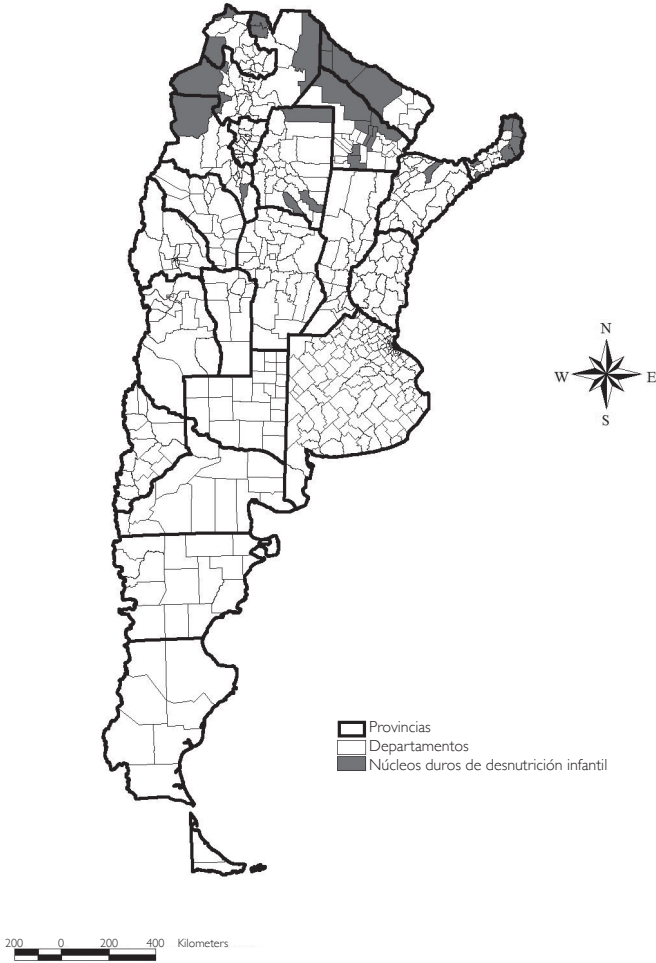 N
W E
S
Provincias
Departamentos
Núcleos duros de desnutrición infantil
200 0 200 400 Kilometers